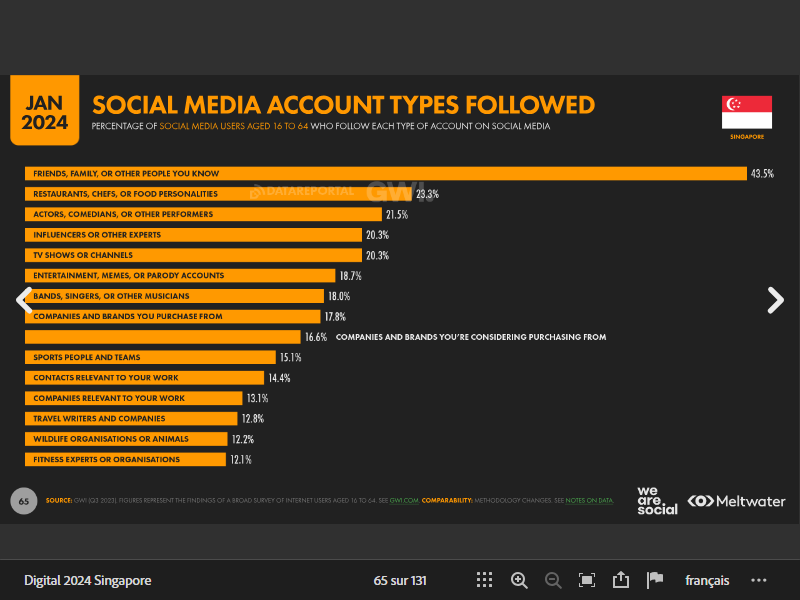 JAN
2024
SOCIAL MEDIA ACCOUNT TYPES FOLLOWED
PERCENTAGE OF SOCIAL MEDIA USERS AGED 16 TO 64 WHO FOLLOW EACH TYPE OF ACCOUNT ON SOCIAL MEDIA
SINGAPORE
FRIENDS, FAMILY, OR OTHER PEOPLE YOU KNOW 43.5%
RESTAURANTS, CHEFS, OR FOOD PERSONALITIES 23.3%
DATAREPORTAL GWI.
ACTORS, COMEDIANS, OR OTHER PERFORMERS 21.5%
INFLUENCERS OR OTHER EXPERTS 20.3%
TV SHOWS OR CHANNELS 20.3%
ENTERTAINMENT, MEMES, OR PARODY ACCOUNTS 18.7%
BANDS, SINGERS, OR OTHER MUSICIANS 18.0%
COMPANIES AND BRANDS YOU PURCHASE FROM 17.8%
16.6% COMPANIES AND BRANDS YOU'RE CONSIDERING PURCHASING FROM
SPORTS PEOPLE AND TEAMS 15.1%
CONTACTS RELEVANT TO YOUR WORK 14.4%
COMPANIES RELEVANT TO YOUR WORK 13.1%
TRAVEL WRITERS AND COMPANIES 12.8%
WILDLIFE ORGANISATIONS OR ANIMALS 12.2%
FITNESS EXPERTS OR ORGANISATIONS 12.1%
65
SOURCE: GWI (Q3 2023). FIGURES REPRESENT THE FINDINGS OF A BROAD SURVEY OF INTERNET USERS AGED 16 TO 64. SEE GWI.COM. COMPARABILITY: METHODOLOGY CHANGES. SEE NOTES ON DATA.
we
are.
social
Meltwater
Digital 2024 Singapore 65 sur 131 français